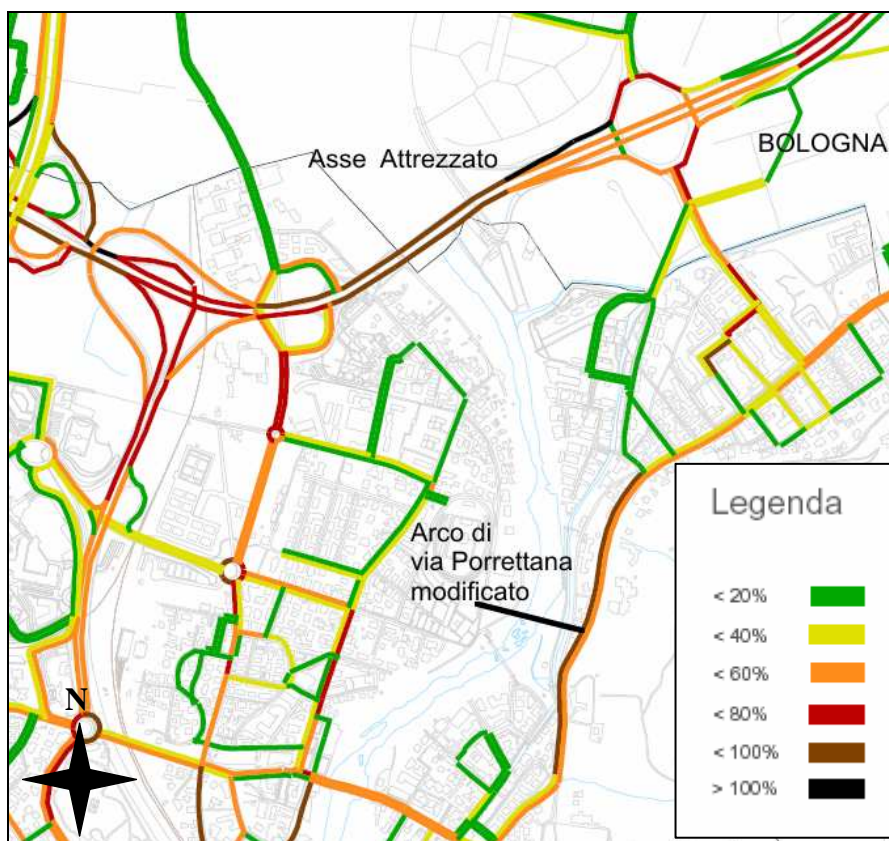 Asse Attrezzato
BOLOGNA
Arco di
via Porrettana
modificato
N
Legenda
< 20%
< 40%
< 60%
< 80%
< 100%
> 100%